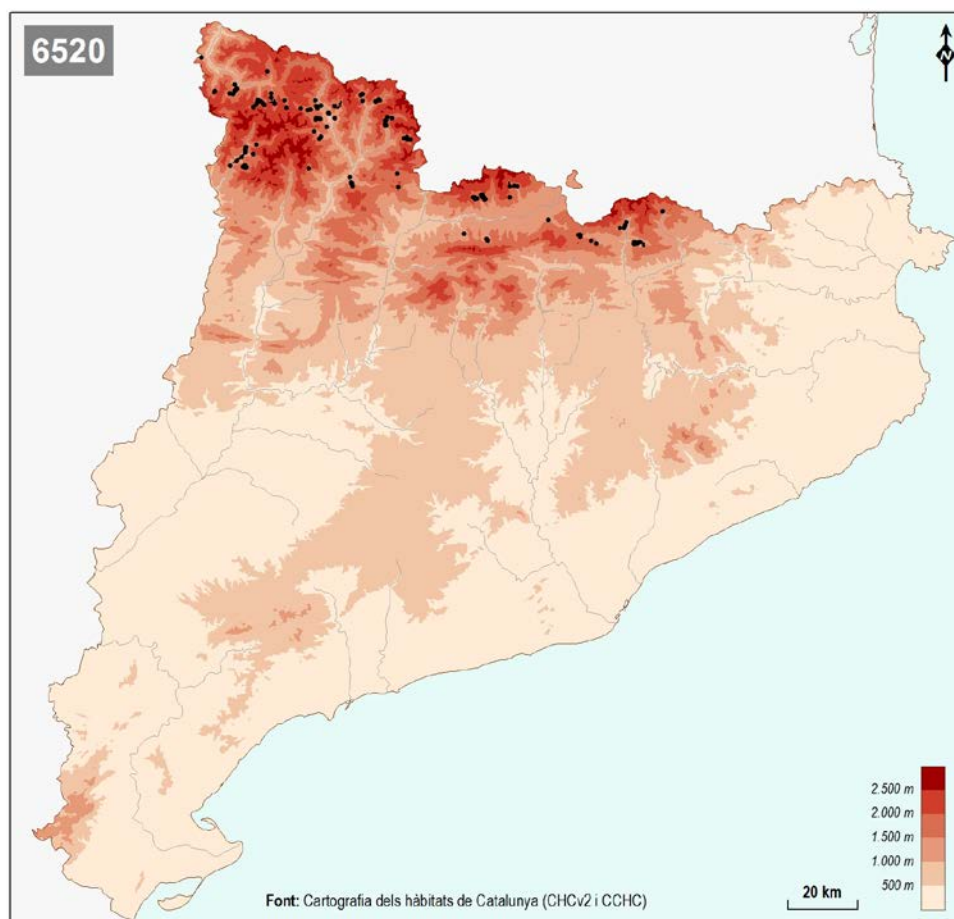 6520
N
2.500 m
2.000 m
1.500 m
1.000 m
500 m
Font: Cartografia dels hàbitats de Catalunya (CHCv2 i CCHC)
20 km